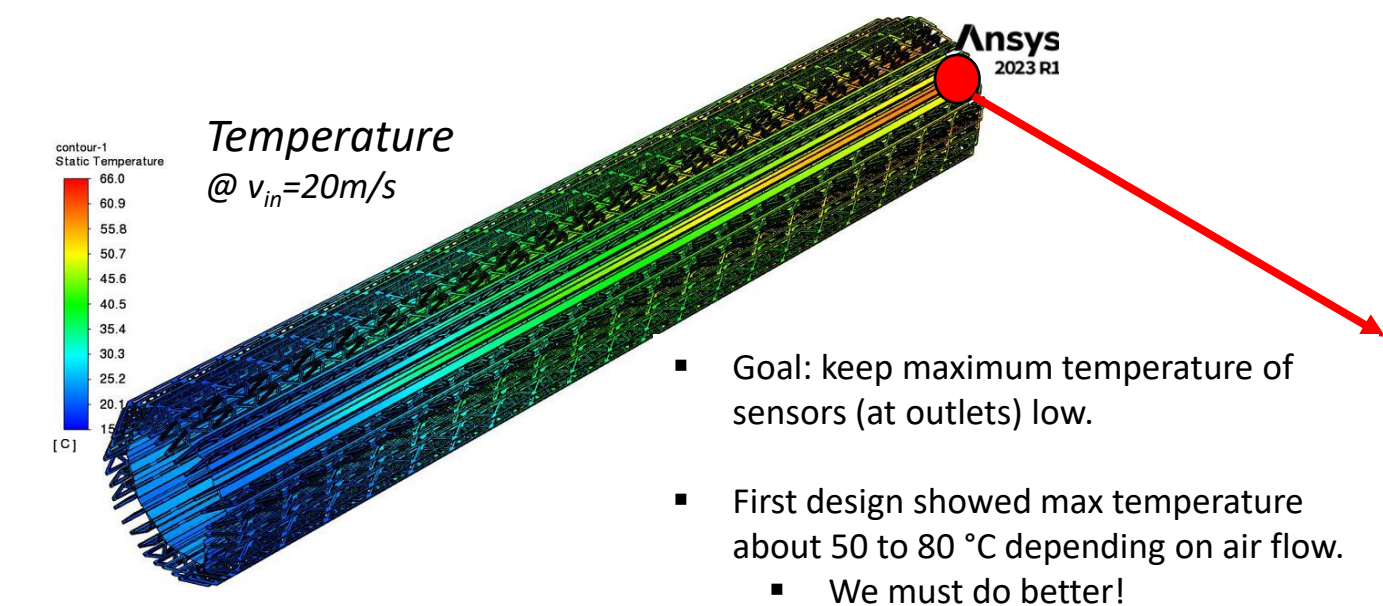 Ansys
2023 R1
Temperature
@ vin=20m/s
contour-1
Static Temperature
66.0
60.9
55.8
50.7
45.6
40.5
35.4
30.3
25.2
20.1
15
[ C ]
▪ Goal: keep maximum temperature of
sensors (at outlets) low.
▪ First design showed max temperature
about 50 to 80 °C depending on air flow.
▪ We must do better!